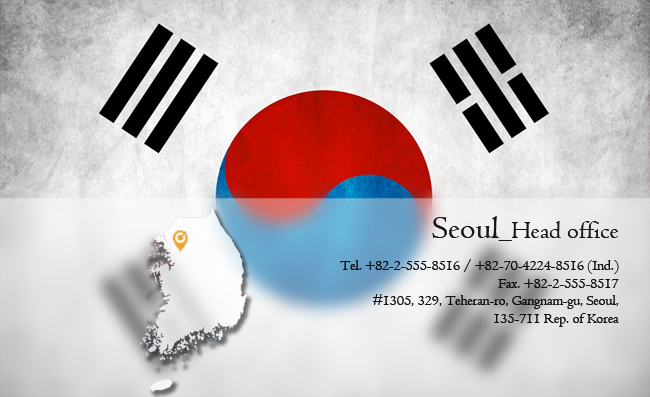 Seoul_Head office
Tel. +82-2-555-8516 / +82-70-4224-8516 (Ind.)
Fax. +82-2-555-8517
#1305, 329, Teheran-ro, Gangnam-gu, Seoul,
135-711 Rep. of Korea